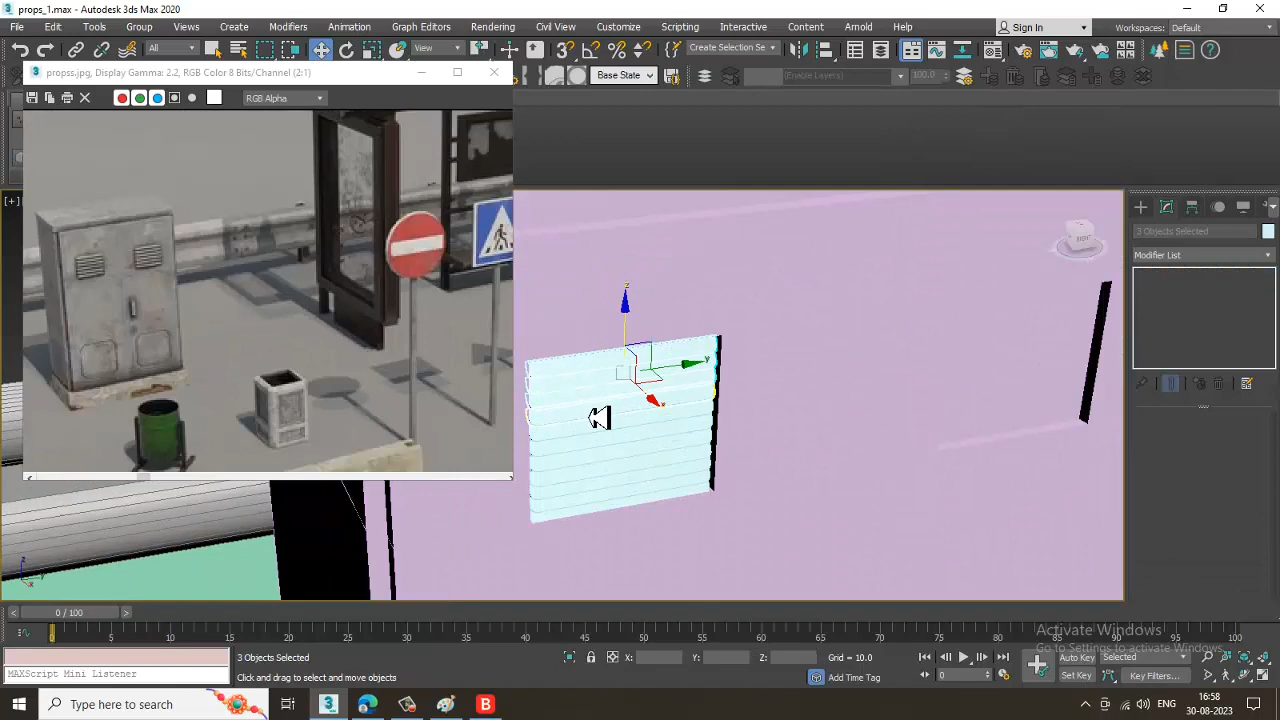 props_1.max - Autodesk 3ds Max 2020
File Edit Tools Group Views Create Modifiers Animation Graph Editors Rendering Civil View Customize Scripting Interactive Content Arnold Help
Sign In
Workspaces: Default
All
View
Create Selection Se
propss.jpg, Display Gamma: 2.2, RGB Color 8 Bits/Channel (2:1)
Base State
(Enable Layers)
100.0
RGB Alpha
[+]
3 Objects Selected
Modifier List
z
y
x
0 / 100
0 5 10 15 20 25 30 35 40 45 50 55 60 65 70 75 80 85 90 95 100
Activate Windows
Go to Settings to activate Windows.
3 Objects Selected
X: Y: Z: Grid = 10.0
Auto Key Selected
MAXScript Mini Listener
Click and drag to select and move objects
Add Time Tag
0
Set Key Key Filters...
Type here to search
ENG
16:58
30-08-2023